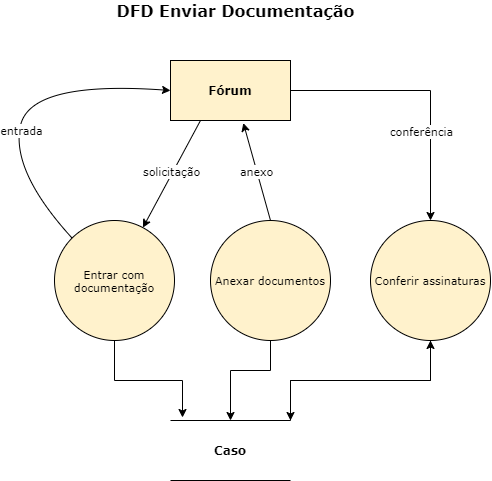 DFD Enviar Documentação
Fórum
entrada
conferência
solicitação
anexo
Entrar com
documentação
Anexar documentos
Conferir assinaturas
Caso